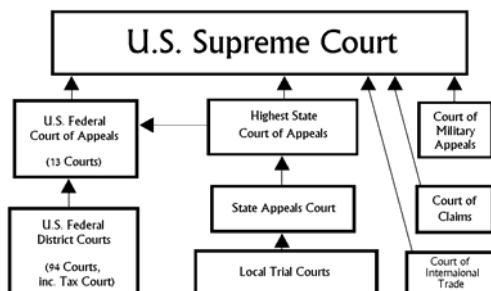 U.S. Supreme Court
U.S. Federal
Court of Appeals
(13 Courts)
Highest State
Court of Appeals
Court of
Military
Appeals
U.S. Federal
District Courts
(94 Courts,
inc. Tax Court)
State Appeals Court
Local Trial Courts
Court of
Claims
Court of
Internaional
Trade